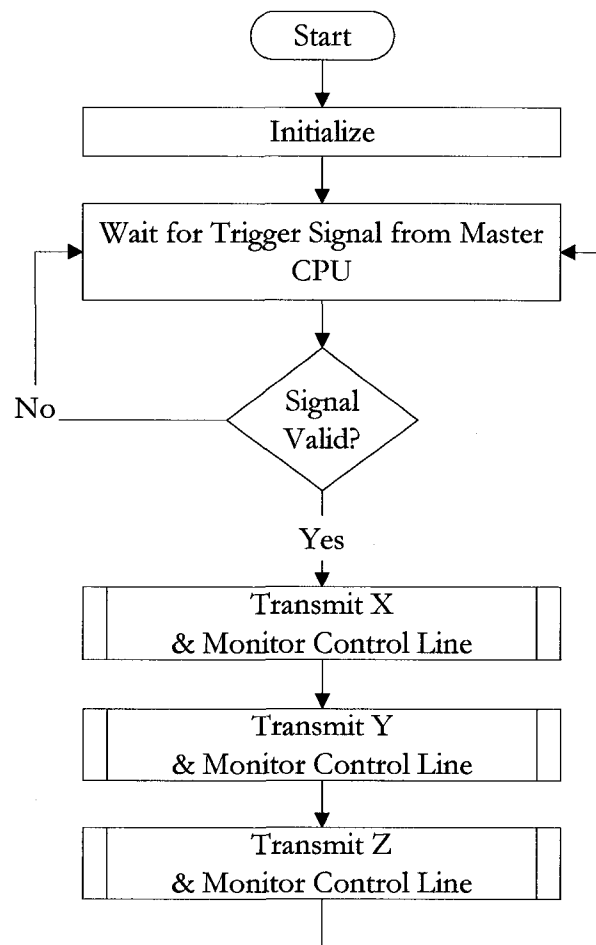 Start
Initialize
Wait for Trigger Signal from Master
CPU
Signal
Valid?
No
Yes
Transmit X
& Monitor Control Line
Transmit Y
& Monitor Control Line
Transmit Z
& Monitor Control Line